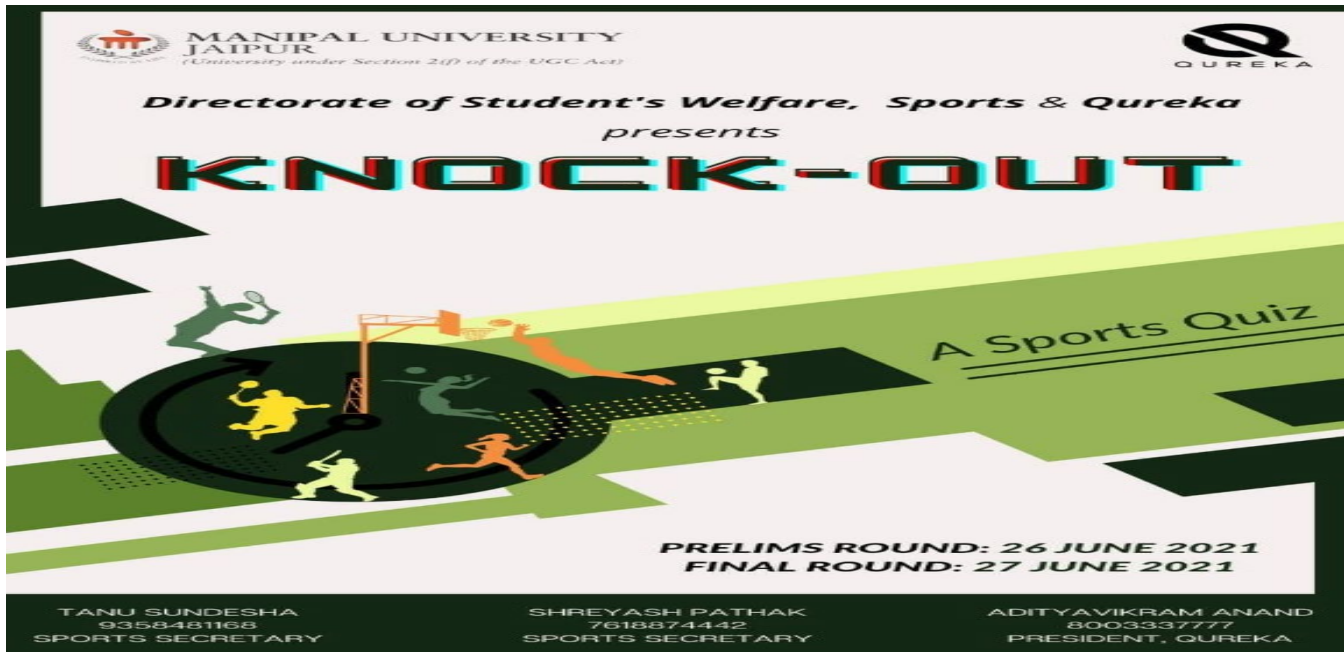 MANIPAL UNIVERSITY
JAIPUR
(University under Section 2(f) of the UGC Act)
QUREKA
Directorate of Student's Welfare, Sports & Qureka
presents
KNOCK-OUT
A Sports Quiz
PRELIMS ROUND: 26 JUNE 2021
FINAL ROUND: 27 JUNE 2021
TANU SUNDESHA
9358481168
SPORTS SECRETARY
SHREYASH PATHAK
7618874442
SPORTS SECRETARY
ADITYAVIKRAM ANAND
8003337777
PRESIDENT, QUREKA